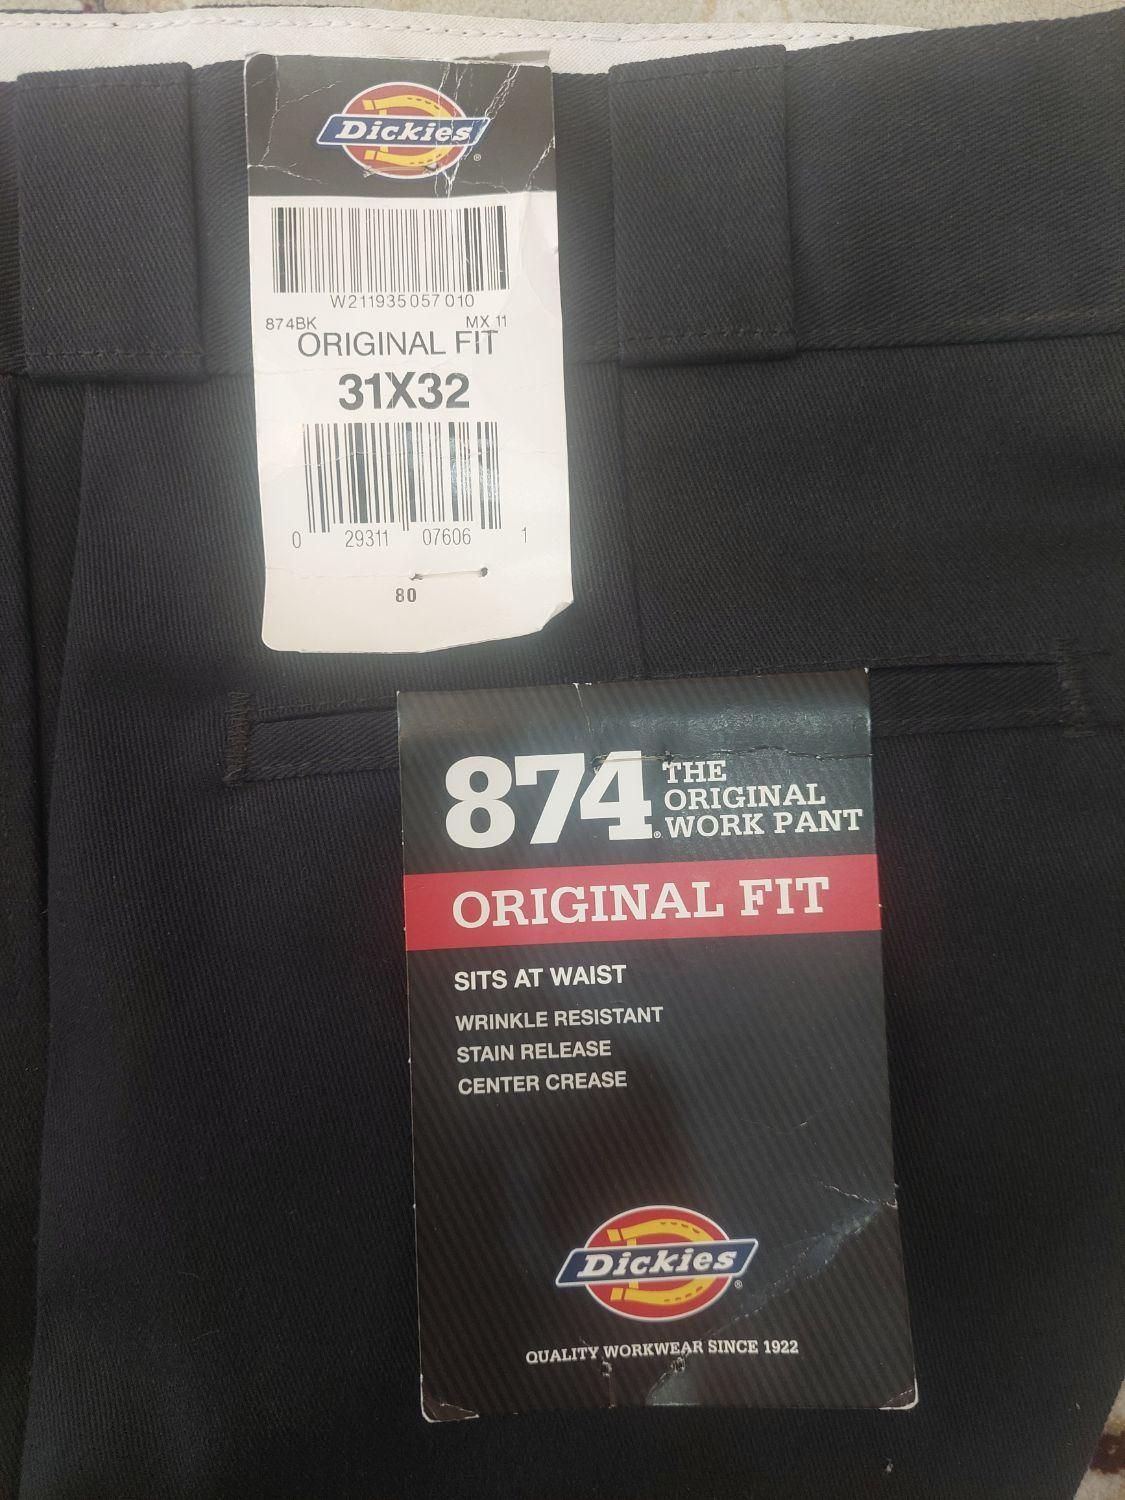 Dickies®
W211935057010
874BK MX 11
ORIGINAL FIT
31X32
0 29311 07606 1
80
874® THE
ORIGINAL
WORK PANT
ORIGINAL FIT
SITS AT WAIST
WRINKLE RESISTANT
STAIN RELEASE
CENTER CREASE
Dickies®
QUALITY WORKWEAR SINCE 1922